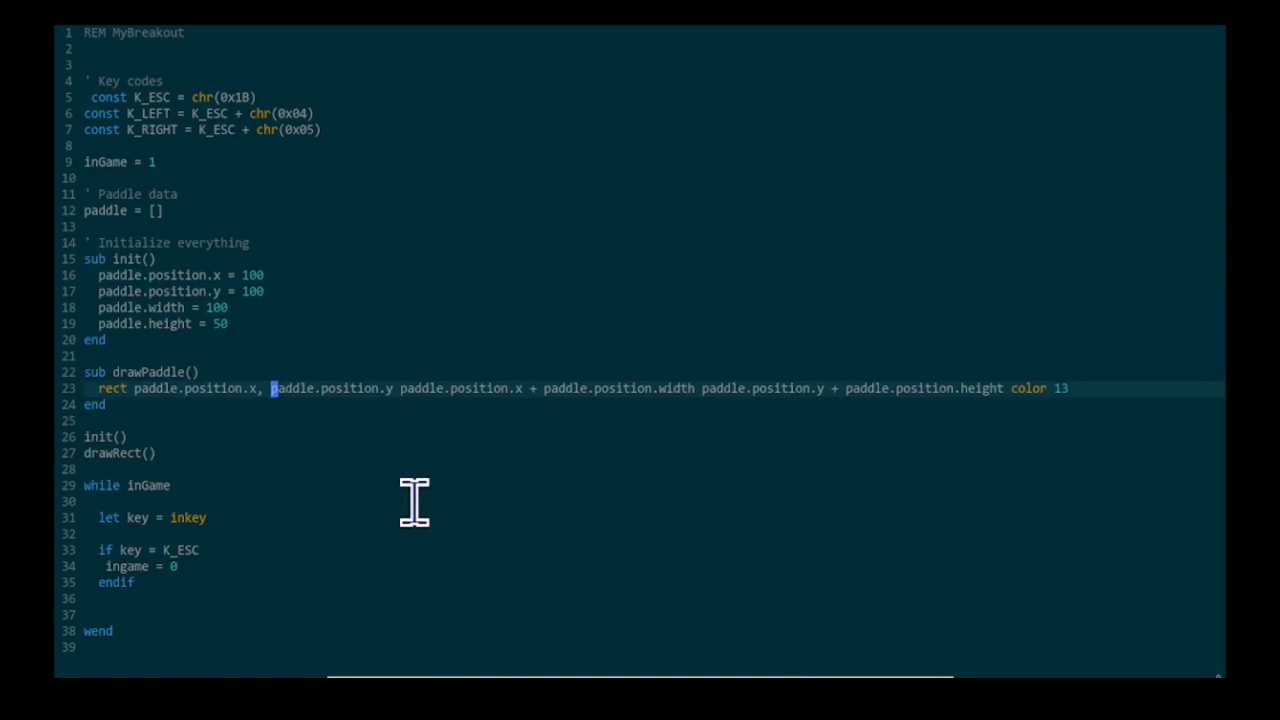 1 REM MyBreakout
2
3
4 ' Key codes
5  const K_ESC = chr(0x1B)
6 const K_LEFT = K_ESC + chr(0x04)
7 const K_RIGHT = K_ESC + chr(0x05)
8
9 inGame = 1
10
11 ' Paddle data
12 paddle = []
13
14 ' Initialize everything
15 sub init()
16   paddle.position.x = 100
17   paddle.position.y = 100
18   paddle.width = 100
19   paddle.height = 50
20 end
21
22 sub drawPaddle()
23   rect paddle.position.x, paddle.position.y paddle.position.x + paddle.position.width paddle.position.y + paddle.position.height color 13
24 end
25
26 init()
27 drawRect()
28
29 while inGame
30
31   let key = inkey
32
33   if key = K_ESC
34    ingame = 0
35   endif
36
37
38 wend
39